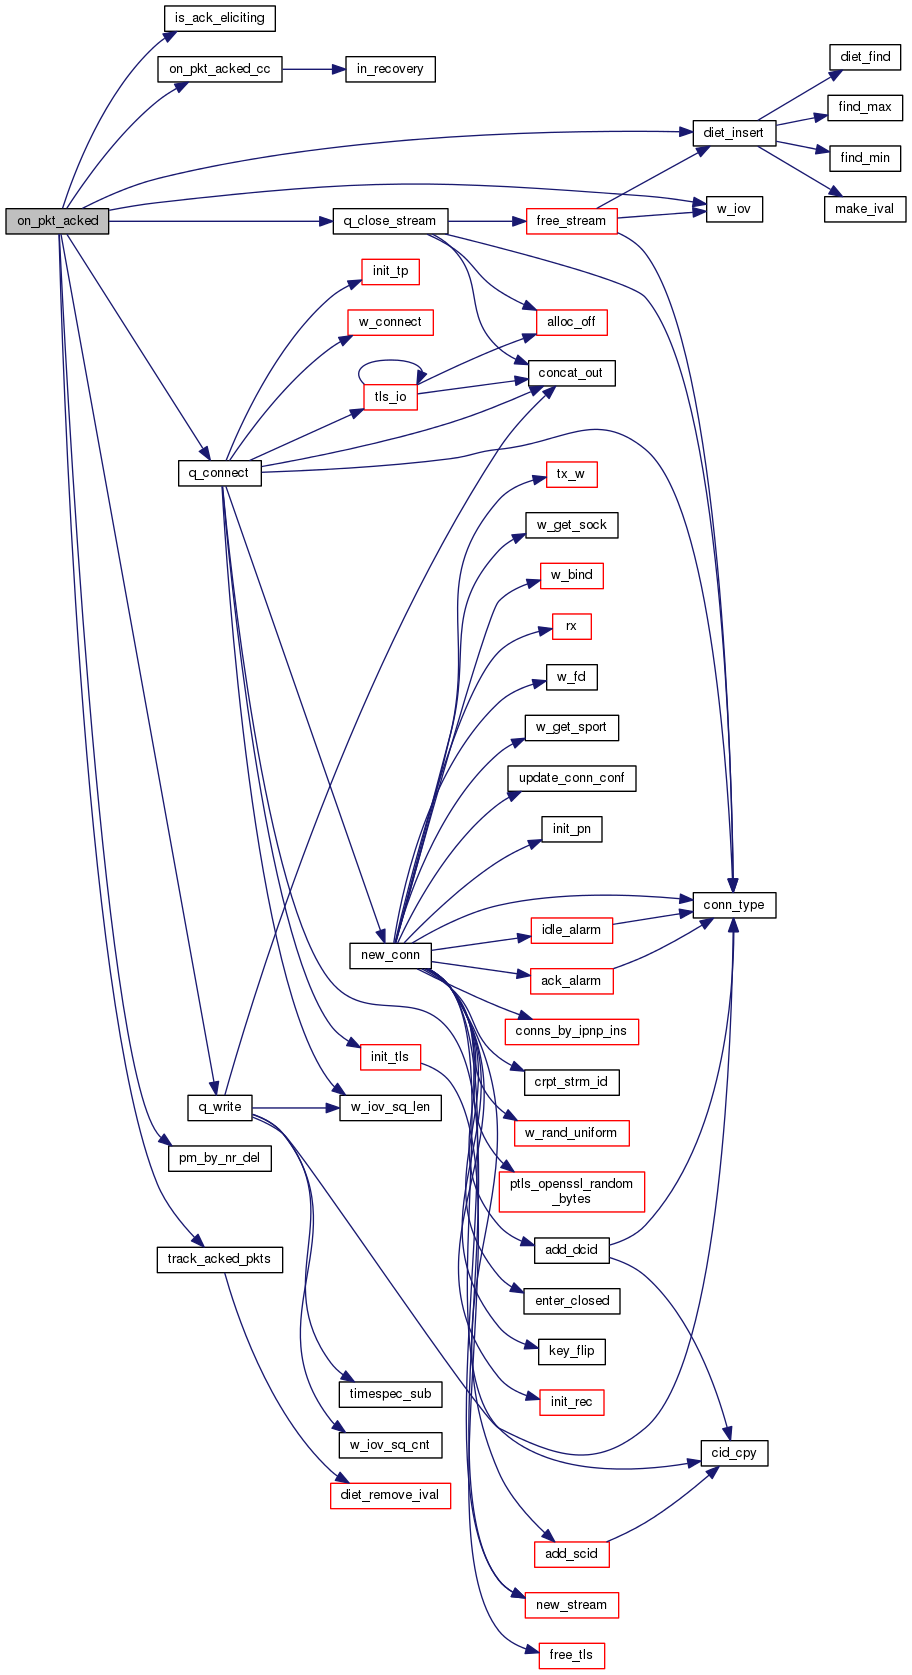 is_ack_eliciting
on_pkt_acked_cc
in_recovery
diet_find
find_max
diet_insert
find_min
make_ival
w_iov
on_pkt_acked
q_close_stream
free_stream
init_tp
w_connect
alloc_off
concat_out
tls_io
q_connect
tx_w
w_get_sock
w_bind
rx
w_fd
w_get_sport
update_conn_conf
init_pn
conn_type
idle_alarm
new_conn
ack_alarm
conns_by_ipnp_ins
init_tls
crpt_strm_id
q_write
w_iov_sq_len
w_rand_uniform
pm_by_nr_del
ptls_openssl_random
_bytes
track_acked_pkts
add_dcid
enter_closed
key_flip
timespec_sub
init_rec
w_iov_sq_cnt
cid_cpy
diet_remove_ival
add_scid
new_stream
free_tls